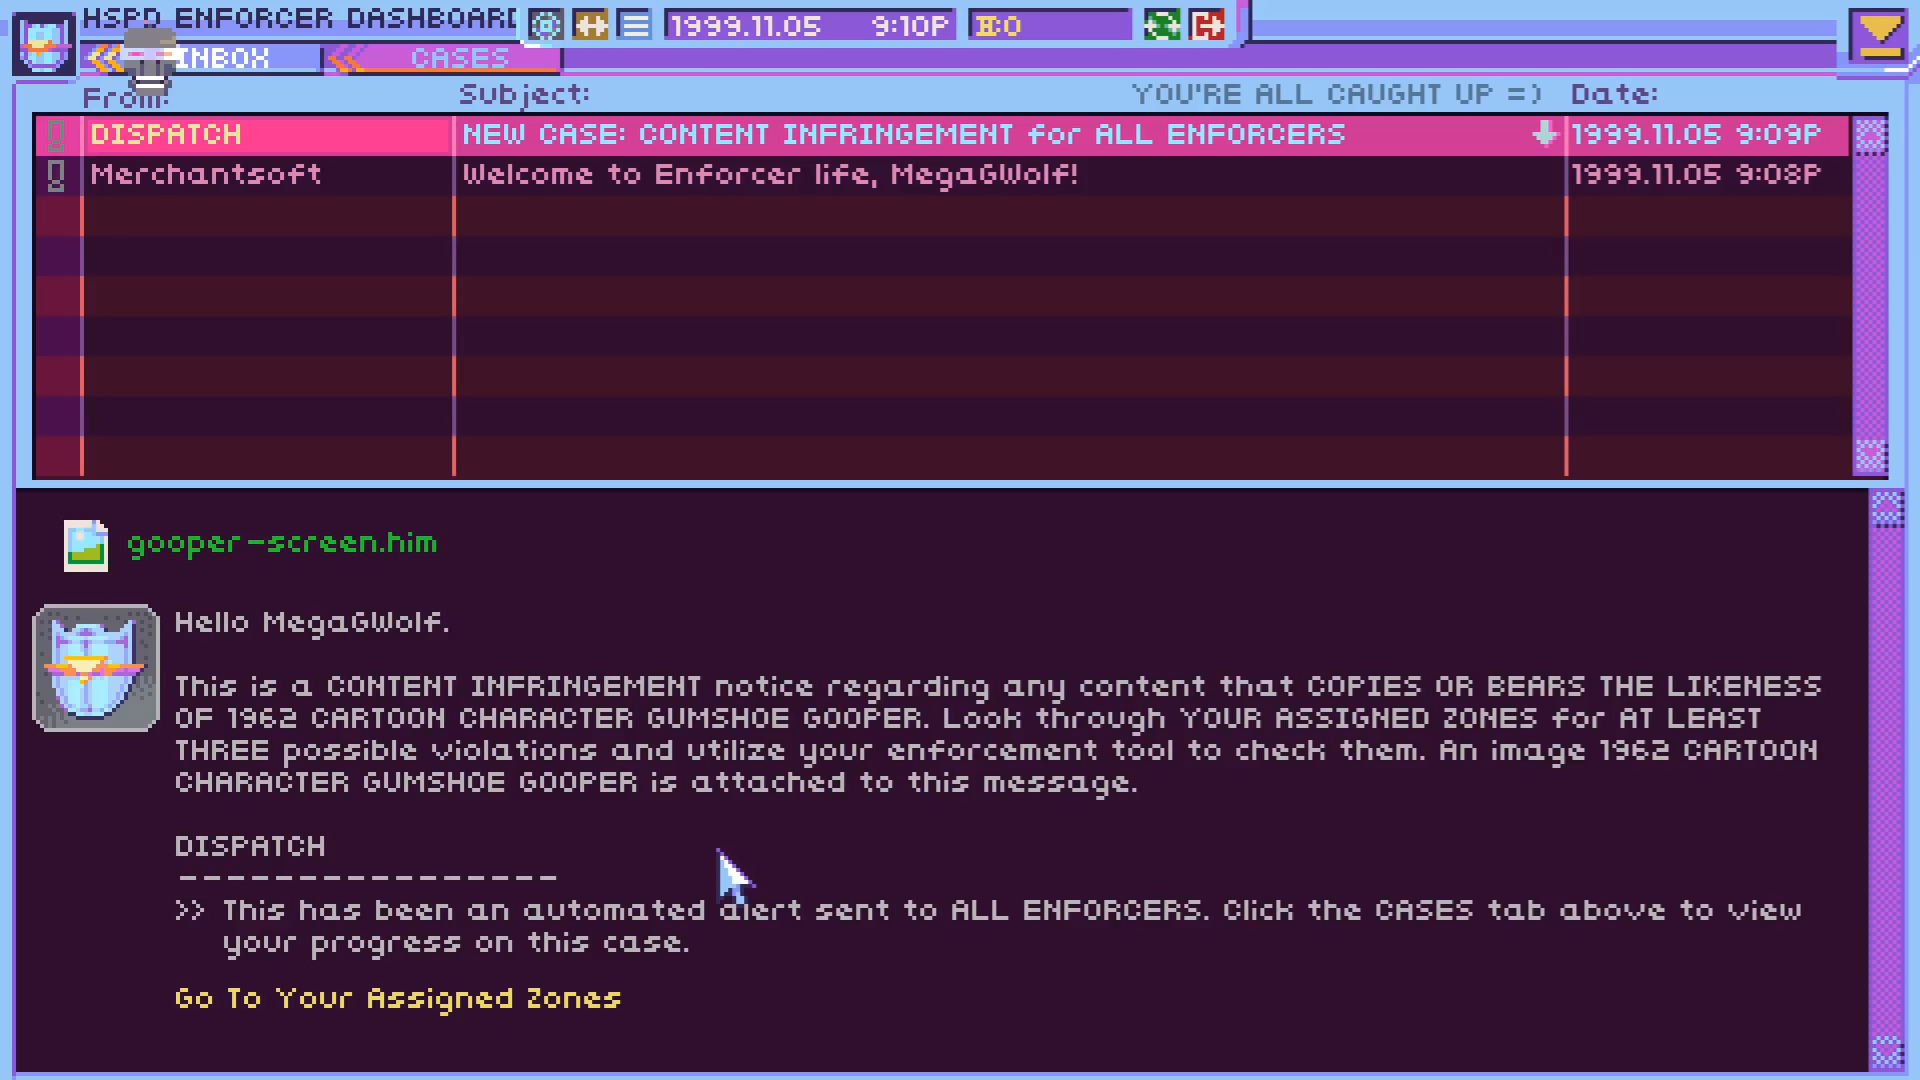 HSPD ENFORCER DASHBOARD
1999.11.05 9:10P
0
INBOX
CASES
From:
Subject:
YOU'RE ALL CAUGHT UP =)
Date:
DISPATCH
NEW CASE: CONTENT INFRINGEMENT for ALL ENFORCERS
1999.11.05 9:09P
Merchantsoft
Welcome to Enforcer life, MegaGWolf!
1999.11.05 9:08P
gooper-screen.him
Hello MegaGWolf.
This is a CONTENT INFRINGEMENT notice regarding any content that COPIES OR BEARS THE LIKENESS
OF 1962 CARTOON CHARACTER GUMSHOE GOOPER. Look through YOUR ASSIGNED ZONES for AT LEAST
THREE possible violations and utilize your enforcement tool to check them. An image 1962 CARTOON
CHARACTER GUMSHOE GOOPER is attached to this message.
DISPATCH
----------------
>> This has been an automated alert sent to ALL ENFORCERS. Click the CASES tab above to view
your progress on this case.
Go To Your Assigned Zones